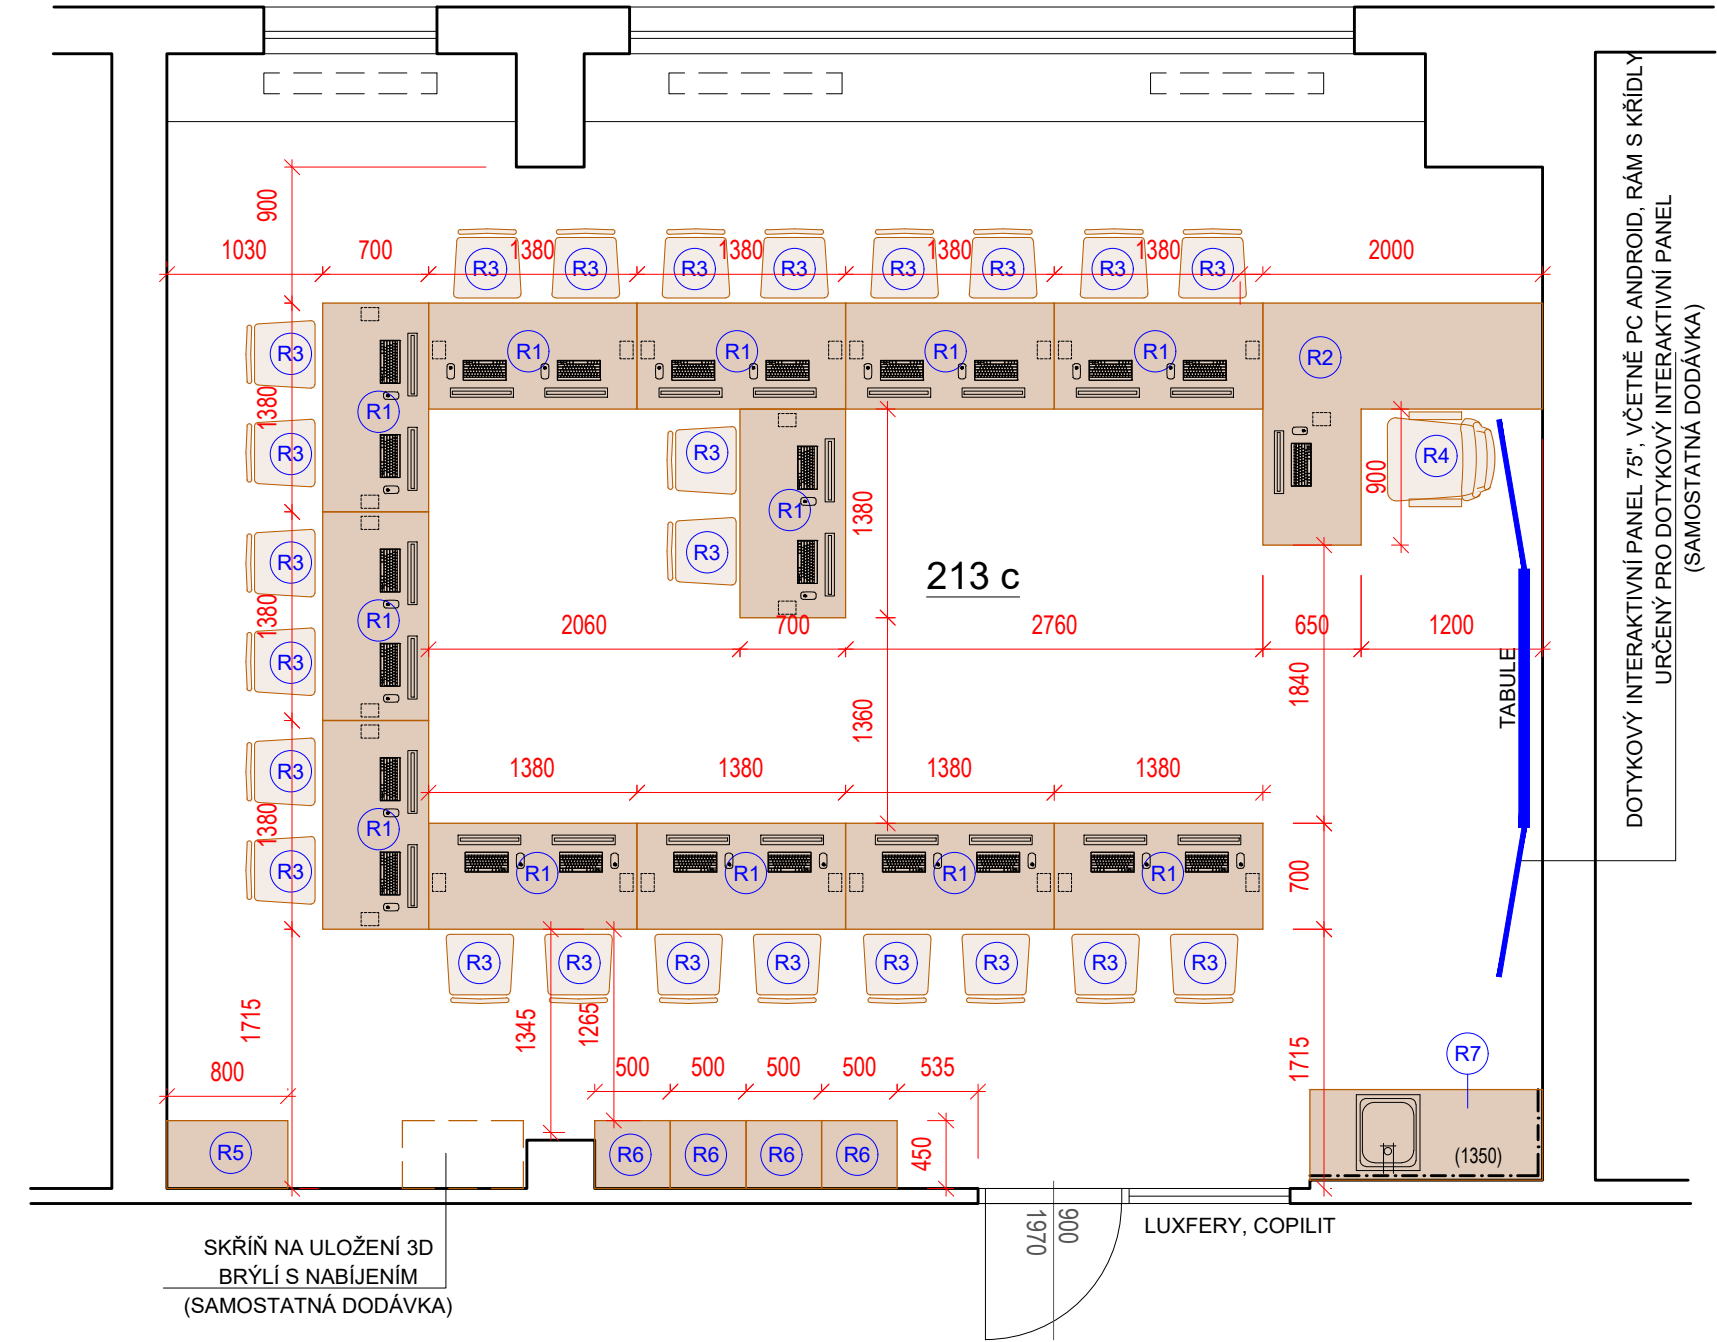 900
1030
700
1380
1380
1380
1380
2000
R3
R3
R3
R3
R3
R3
R3
R3
R3
R1
R1
R1
R1
R2
1380
R1
R3
R3
R4
900
R1
1380
R3
R3
213 c
1380
R1
2060
700
2760
650
1200
R3
1840
TABULE
1360
1380
1380
1380
1380
R3
1380
R1
R3
R1
R1
R1
R1
700
R3
R3
R3
R3
R3
R3
R3
R3
1715
1345
1265
1715
800
500
500
500
500
535
R7
R5
R6
R6
R6
R6
450
(1350)
900
1970
LUXFERY, COPILIT
SKŘÍŇ NA ULOŽENÍ 3D
BRÝLÍ S NABÍJENÍM
(SAMOSTATNÁ DODÁVKA)
DOTYKOVÝ INTERAKTIVNÍ PANEL 75", VČETNĚ PC ANDROID, RÁM S KŘÍDLY
URČENÝ PRO DOTYKOVÝ INTERAKTIVNÍ PANEL
(SAMOSTATNÁ DODÁVKA)